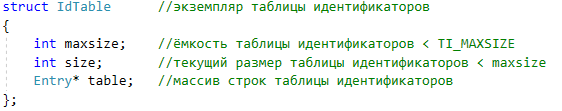 struct IdTable //экземпляр таблицы идентификаторов
{
int maxsize; //ёмкость таблицы идентификаторов < TI_MAXSIZE
int size; //текущий размер таблицы идентификаторов < maxsize
Entry* table; //массив строк таблицы идентификаторов
};